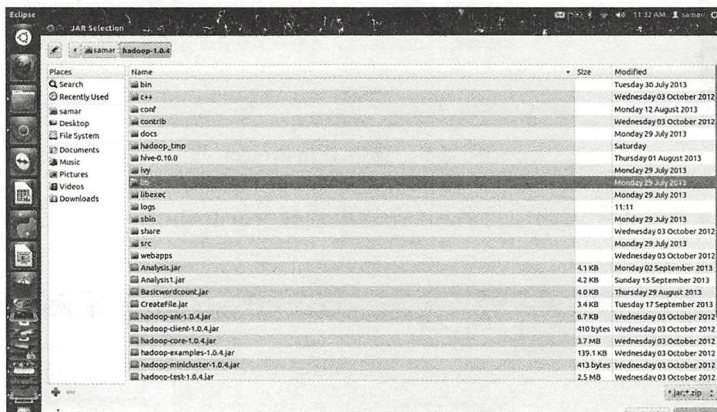 Eclipse 11:32 AM samar
JAR Selection
samar hadoop-1.0.4
Places Name Size Modified
Search bin Tuesday 30 July 2013
Recently Used c++ Wednesday 03 October 2012
samar conf Monday 12 August 2013
Desktop contrib Wednesday 03 October 2012
File System docs Monday 29 July 2013
hadoop_tmp Saturday
Documents hive-0.10.0 Thursday 01 August 2013
Music ivy Monday 29 July 2013
Pictures lib Monday 29 July 2013
Videos libexec Monday 29 July 2013
Downloads logs 11:11
sbin Monday 29 July 2013
share Wednesday 03 October 2012
src Monday 29 July 2013
webapps Wednesday 03 October 2012
Analysis.jar 4.1 KB Monday 02 September 2013
Analysis1.jar 4.2 KB Sunday 15 September 2013
Basicwordcount.jar 4.0 KB Thursday 29 August 2013
CreateFile.jar 3.4 KB Tuesday 17 September 2013
hadoop-ant-1.0.4.jar 6.7 KB Wednesday 03 October 2012
hadoop-client-1.0.4.jar 410 bytes Wednesday 03 October 2012
hadoop-core-1.0.4.jar 3.7 MB Wednesday 03 October 2012
hadoop-examples-1.0.4.jar 139.1 KB Wednesday 03 October 2012
hadoop-minicluster-1.0.4.jar 413 bytes Wednesday 03 October 2012
hadoop-test-1.0.4.jar 2.5 MB Wednesday 03 October 2012
*.jar;*.zip